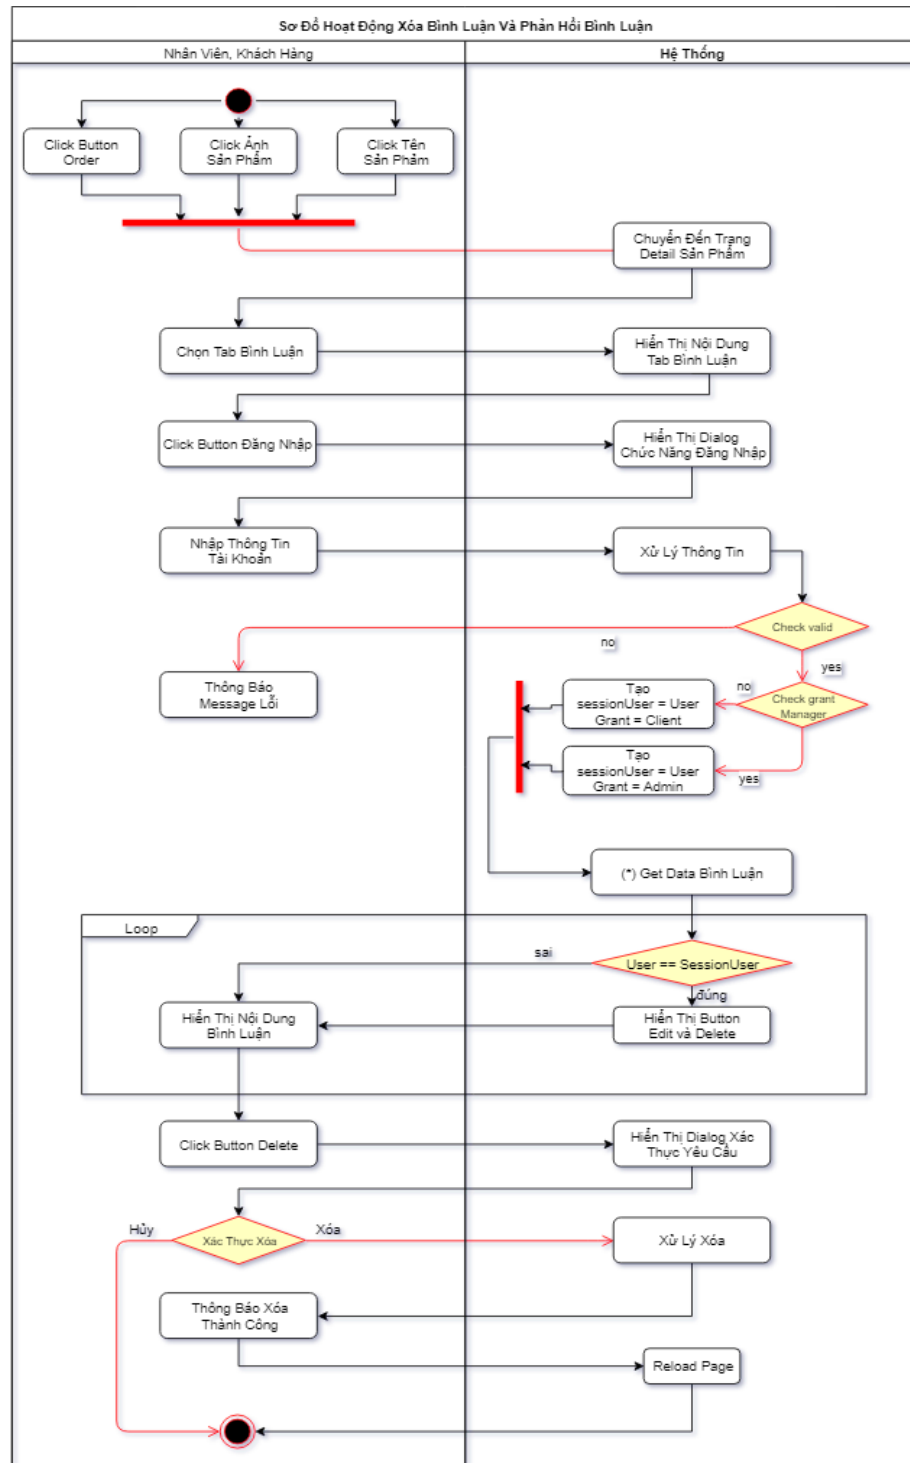 Sơ Đồ Hoạt Động Xóa Bình Luận Và Phản Hồi Bình Luận
Nhân Viên, Khách Hàng
Hệ Thống
Click Button
Order
Click Ảnh
Sản Phẩm
Click Tên
Sản Phẩm
Chuyển Đến Trang
Detail Sản Phẩm
Chọn Tab Bình Luận
Hiển Thị Nội Dung
Tab Bình Luận
Click Button Đăng Nhập
Hiển Thị Dialog
Chức Năng Đăng Nhập
Nhập Thông Tin
Tài Khoản
Xử Lý Thông Tin
Check valid
no
yes
Thông Báo
Message Lỗi
Tạo
sessionUser = User
Grant = Client
no
Check grant
Manager
Tạo
sessionUser = User
Grant = Admin
yes
(*) Get Data Bình Luận
Loop
sai
User == SessionUser
đúng
Hiển Thị Nội Dung
Bình Luận
Hiển Thị Button
Edit và Delete
Click Button Delete
Hiển Thị Dialog Xác
Thực Yêu Cầu
Hủy
Xác Thực Xóa
Xóa
Xử Lý Xóa
Thông Báo Xóa
Thành Công
Reload Page